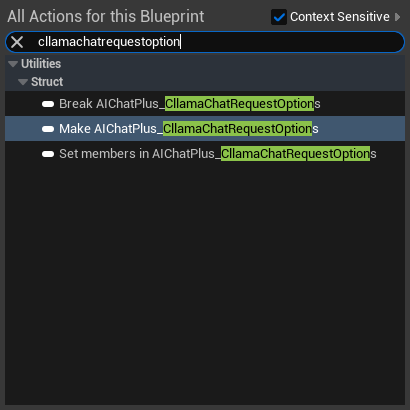 All Actions for this Blueprint
Context Sensitive
cllamachatrequestoption
Utilities
Struct
Break AIChatPlus_CllamaChatRequestOptions
Make AIChatPlus_CllamaChatRequestOptions
Set members in AIChatPlus_CllamaChatRequestOptions